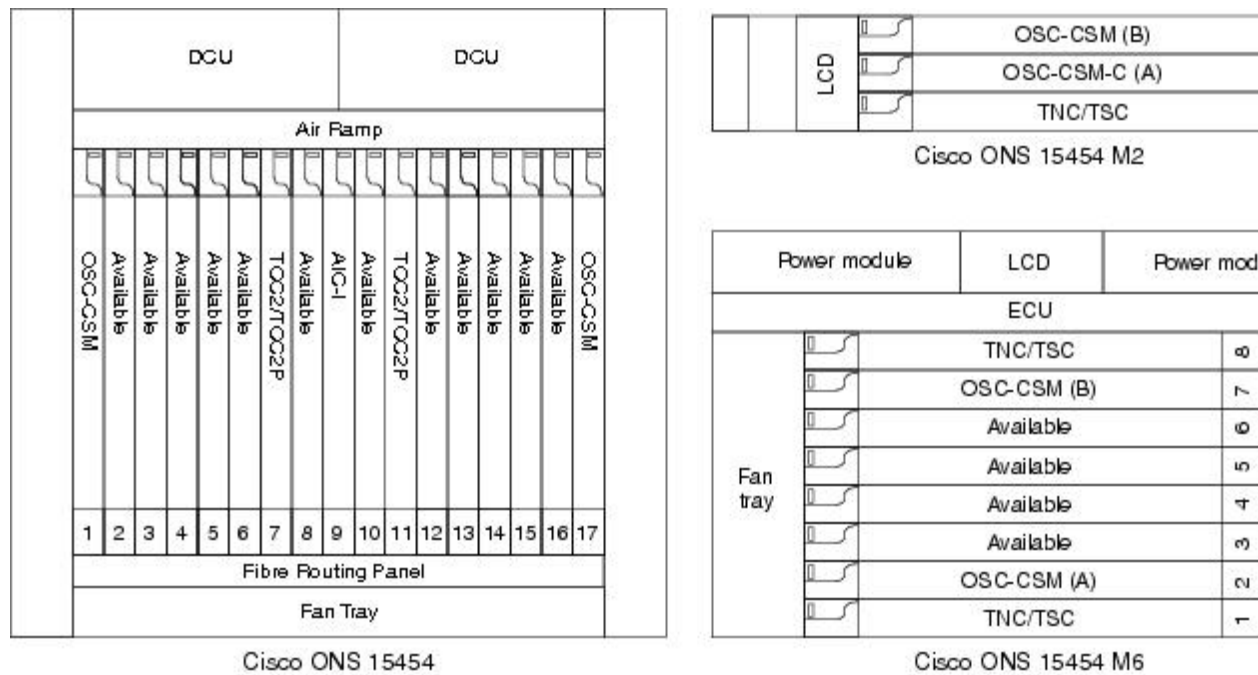 DCU DCU
Air Ramp
OSC-CSM
Available
Available
Available
Available
Available
TCC2/TCC2P
Available
AIC-I
Available
TCC2/TCC2P
Available
Available
Available
Available
Available
OSC-CSM
1 2 3 4 5 6 7 8 9 10 11 12 13 14 15 16 17
Fibre Routing Panel
Fan Tray
Cisco ONS 15454
LCD
OSC-CSM (B)
OSC-CSM-C (A)
TNC/TSC
Cisco ONS 15454 M2
Power module LCD Power mod
ECU
Fan
tray
TNC/TSC 8
OSC-CSM (B) 7
Available 6
Available 5
Available 4
Available 3
OSC-CSM (A) 2
TNC/TSC 1
Cisco ONS 15454 M6